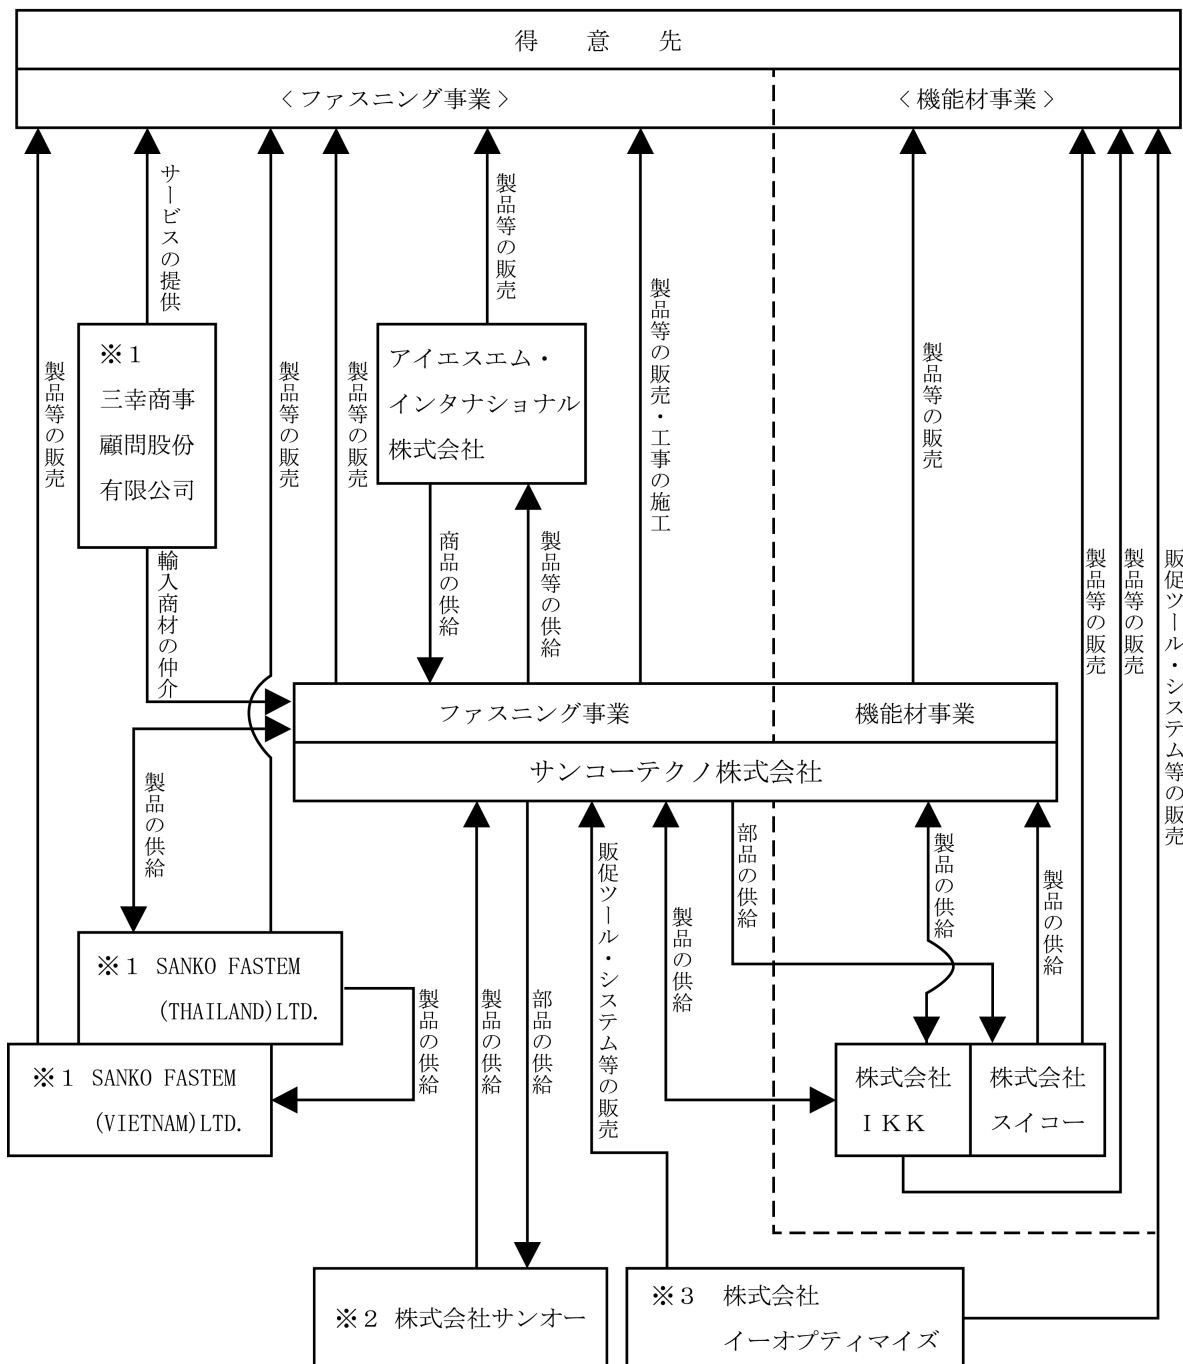 得意先
〈ファスニング事業〉
〈機能材事業〉
サービスの提供
製品等の販売
製品等の販売・工事の施工
製品等の販売
製品等の販売
製品等の販売
製品等の販売
※1
三幸商事
顧問股份
有限公司
アイエスエム・
インタナショナル
株式会社
輸入商材の仲介
商品の供給
製品等の供給
製品等の販売
製品等の販売
販促ツール・システム等の販売
ファスニング事業
機能材事業
サンコーテクノ株式会社
製品の供給
※1 SANKO FASTEM
(THAILAND)LTD.
※1 SANKO FASTEM
(VIETNAM)LTD.
製品の供給
製品の供給
部品の供給
販促ツール・システム等の販売
製品の供給
部品の供給
製品の供給
製品の供給
株式会社
IKK
株式会社
スイコー
※2 株式会社サンオー
※3 株式会社
イーオプティマイズ